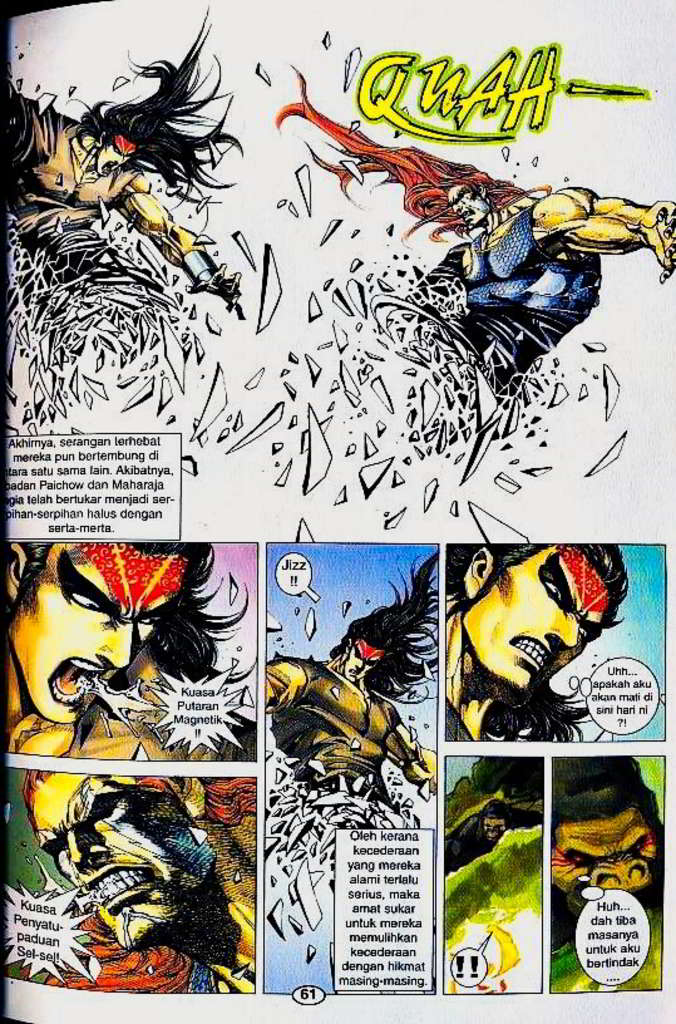 QUAH—
Akhirnya, serangan terhebat
mereka pun bertembung di
tara satu sama lain. Akibatnya,
badan Paichow dan Maharaja
gia telah bertukar menjadi ser-
pihan-serpihan halus dengan
serta-merta.
Kuasa
Putaran
Magnetik
!!
Jizz
!!
Uhh...
apakah aku
akan mati di
sini hari ni
?!
Kuasa
Penyatu-
paduan
Sel-sel!
Oleh kerana
kecederaan
yang mereka
alami terlalu
serius, maka
amat sukar
untuk mereka
memulihkan
kecederaan
dengan hikmat
masing-masing.
!!
Huh...
dah tiba
masanya
untuk aku
bertindak
....
61